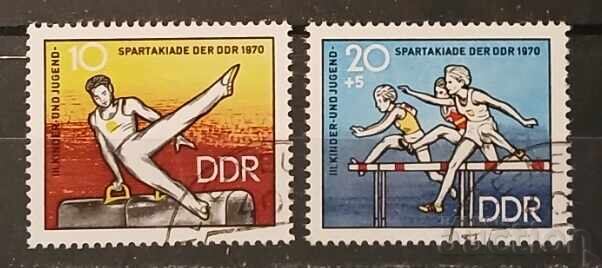 10
SPARTAKIADE DER DDR 1970
III. KINDER-UND JUGEND-
DDR
20
+5
SPARTAKIADE DER DDR 1970
III. KINDER-UND JUGEND-
DDR
auction